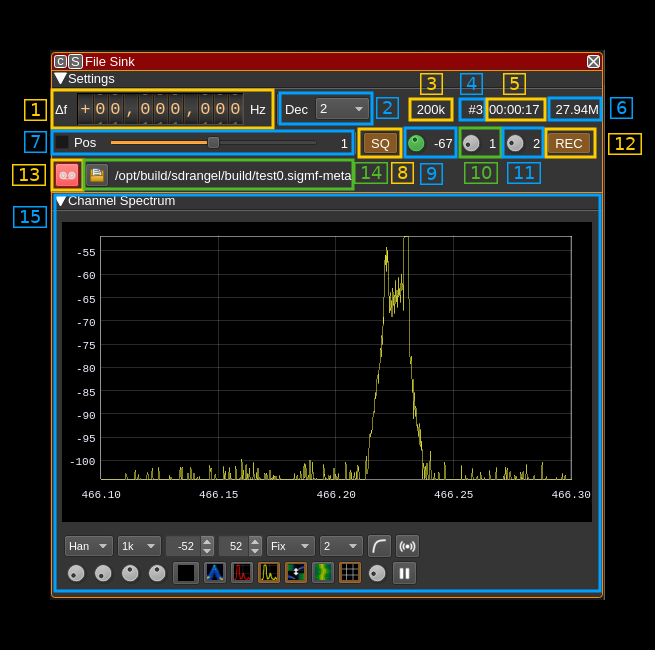 C S File Sink
Settings
3 4 5
1 Δf +00,000,000 Hz Dec 2 2 200k #3 00:00:17 27.94M 6
7 Pos 1 SQ -67 1 2 REC 12
13 /opt/build/sdrangel/build/test0.sigmf-meta 14 8 9 10 11
15 Channel Spectrum
-55
-60
-65
-70
-75
-80
-85
-90
-95
-100
466.10 466.15 466.20 466.25 466.30
Han 1k -52 52 Fix 2